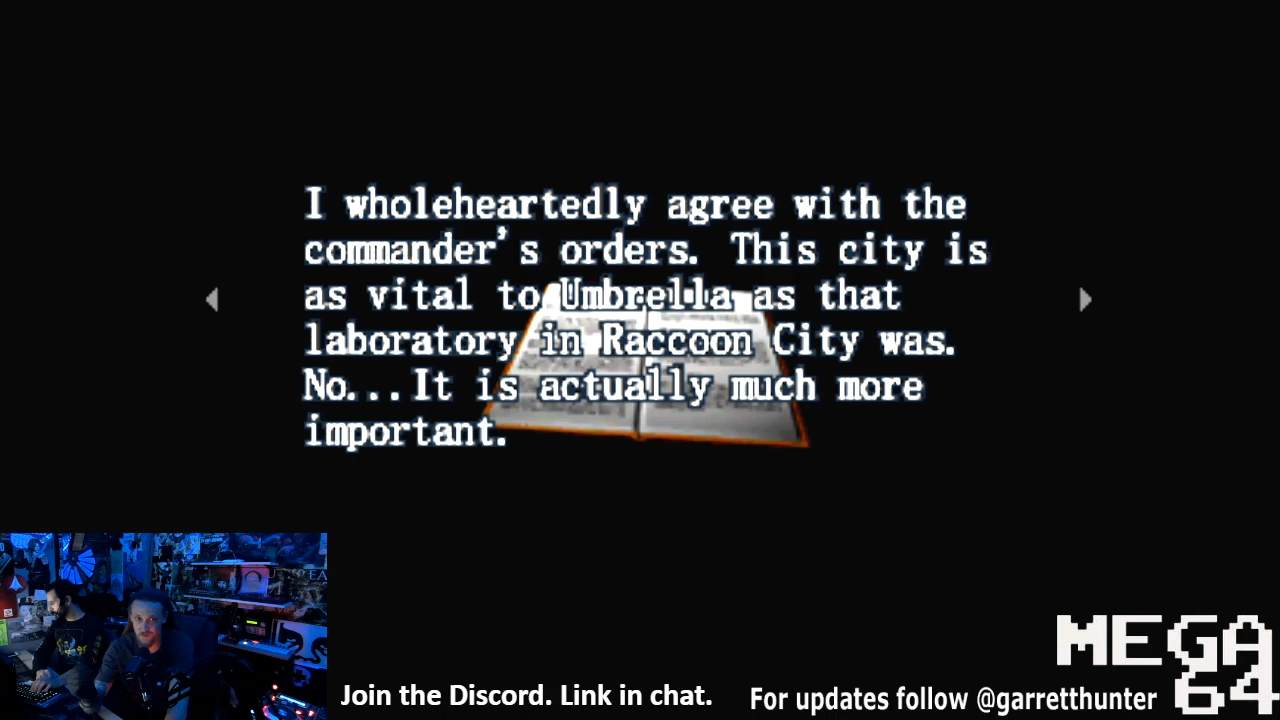 I wholeheartedly agree with the
commander's orders. This city is
as vital to Umbrella as that
laboratory in Raccoon City was.
No...It is actually much more
important.
Join the Discord. Link in chat.
For updates follow @garretthunter
MEGA
64